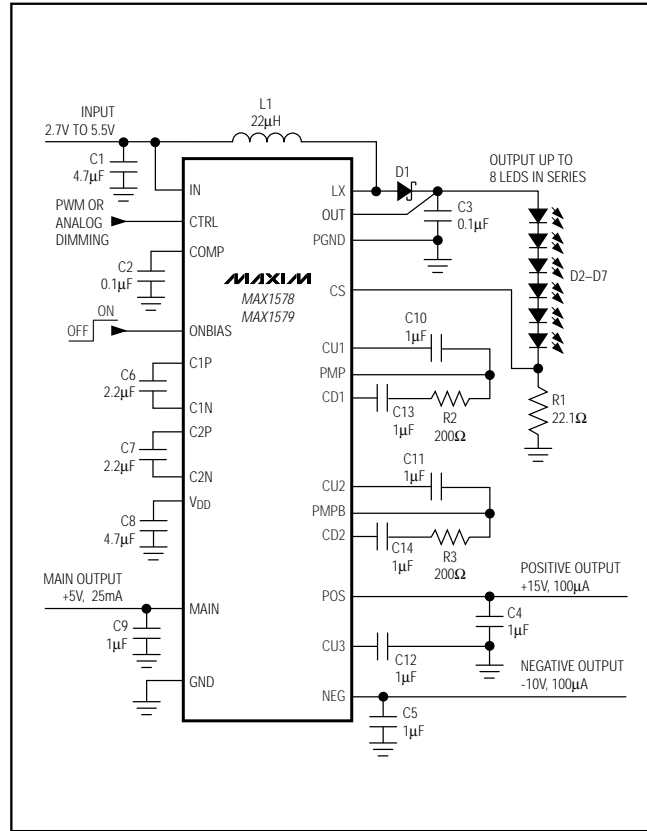 L1
22μH
INPUT
2.7V TO 5.5V
C1
4.7μF
IN
PWM OR
ANALOG
DIMMING
CTRL
COMP
C2
0.1μF
ON
OFF
ONBIAS
C1P
C6
2.2μF
C1N
C2P
C7
2.2μF
C2N
VDD
C8
4.7μF
MAIN OUTPUT
+5V, 25mA
MAIN
C9
1μF
GND
MAXIM
MAX1578
MAX1579
LX
D1
OUT
C3
0.1μF
PGND
OUTPUT UP TO
8 LEDS IN SERIES
D2–D7
CS
R1
22.1Ω
C10
1μF
CU1
PMP
CD1
C13
1μF
R2
200Ω
C11
1μF
CU2
PMPB
CD2
C14
1μF
R3
200Ω
POSITIVE OUTPUT
+15V, 100μA
POS
C4
1μF
CU3
C12
1μF
NEGATIVE OUTPUT
-10V, 100μA
NEG
C5
1μF